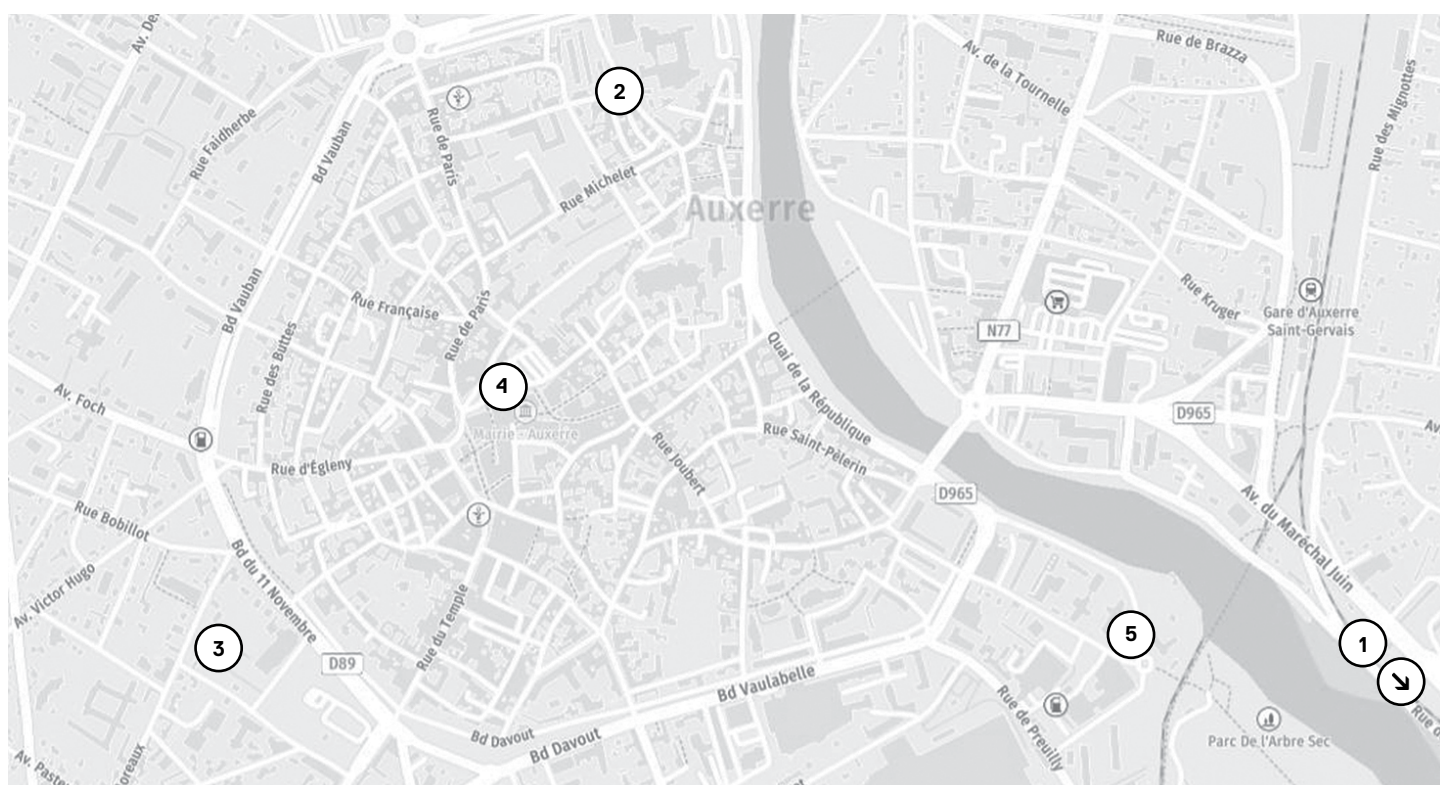 Av. De
Rue de Brazza
Av. de la Tournelle
Rue des Mignottes
2
Rue Faidherbe
Bd Vauban
Rue de Paris
Rue Michelet
Auxerre
Bd Vauban
Rue Française
Rue de Paris
Rue des Buttes
Rue Kruger
Gare d'Auxerre
Saint-Gervais
N77
Quai de la République
4
Av. Foch
D965
Mairie - Auxerre
Rue Saint-Pèlerin
Av
Rue Joubert
Rue d'Égleny
D965
Rue Bobillot
Av. du Maréchal Juin
Av. Victor Hugo
Bd du 11 Novembre
Rue du Temple
3
5
1
D89
Bd Vaulabelle
Rue de Preuilly
Rue d
Bd Davout
Bd Davout
Parc De l'Arbre Sec
Av. Paste
oreaux